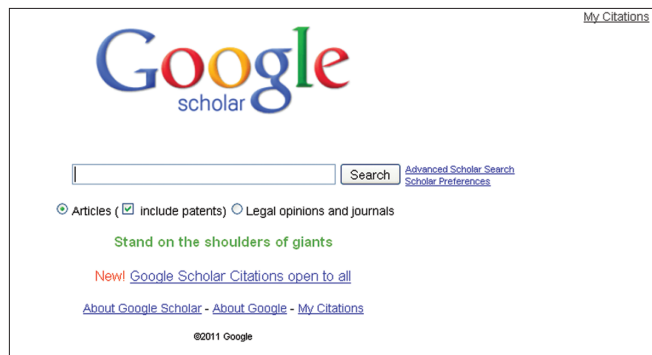 My Citations
Google
scholar
Search
Advanced Scholar Search
Scholar Preferences
Articles ( include patents) Legal opinions and journals
Stand on the shoulders of giants
New! Google Scholar Citations open to all
About Google Scholar - About Google - My Citations
©2011 Google